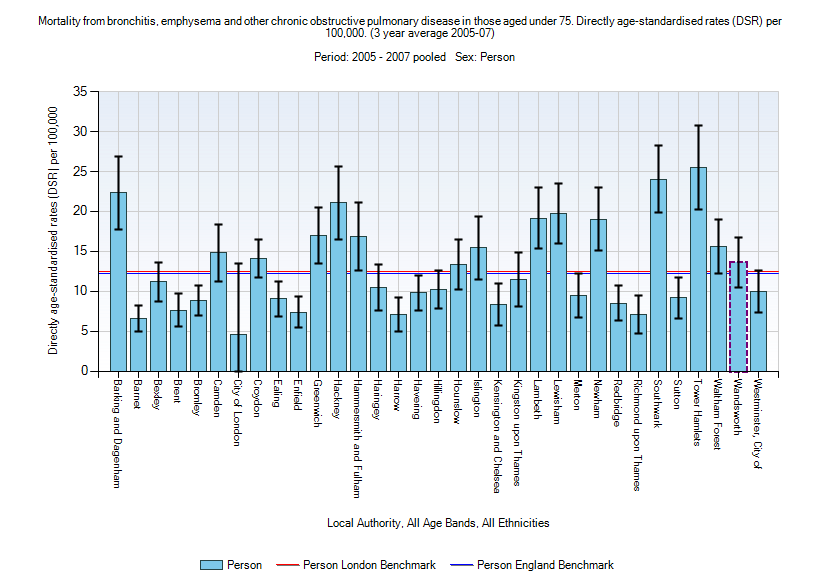 Mortality from bronchitis, emphysema and other chronic obstructive pulmonary disease in those aged under 75. Directly age-standardised rates (DSR) per
100,000. (3 year average 2005-07)
Period: 2005 - 2007 pooled Sex: Person
Directly age-standardised rates (DSR) per 100,000
35
30
25
20
15
10
5
0
Barking and Dagenham
Barnet
Bexley
Brent
Bromley
Camden
City of London
Croydon
Ealing
Enfield
Greenwich
Hackney
Hammersmith and Fulham
Haringey
Harrow
Havering
Hillingdon
Hounslow
Islington
Kensington and Chelsea
Kingston upon Thames
Lambeth
Lewisham
Merton
Newham
Redbridge
Richmond upon Thames
Southwark
Sutton
Tower Hamlets
Waltham Forest
Wandsworth
Westminster, City of
Local Authority, All Age Bands, All Ethnicities
Person
Person London Benchmark
Person England Benchmark